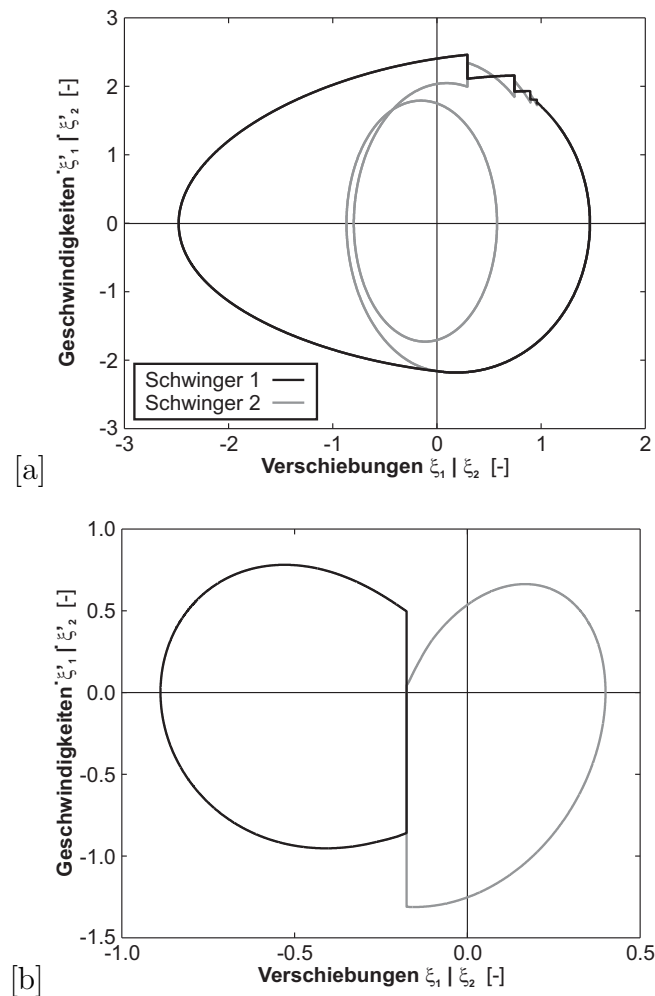 3
2
1
0
-1
-2
-3
Geschwindigkeiten ξ'₁ | ξ'₂ [-]
Schwinger 1
Schwinger 2
-3 -2 -1 0 1 2
Verschiebungen ξ₁ | ξ₂ [-]
[a]
1.0
0.5
0.0
-0.5
-1.0
-1.5
Geschwindigkeiten ξ'₁ | ξ'₂ [-]
-1.0 -0.5 0.0 0.5
Verschiebungen ξ₁ | ξ₂ [-]
[b]